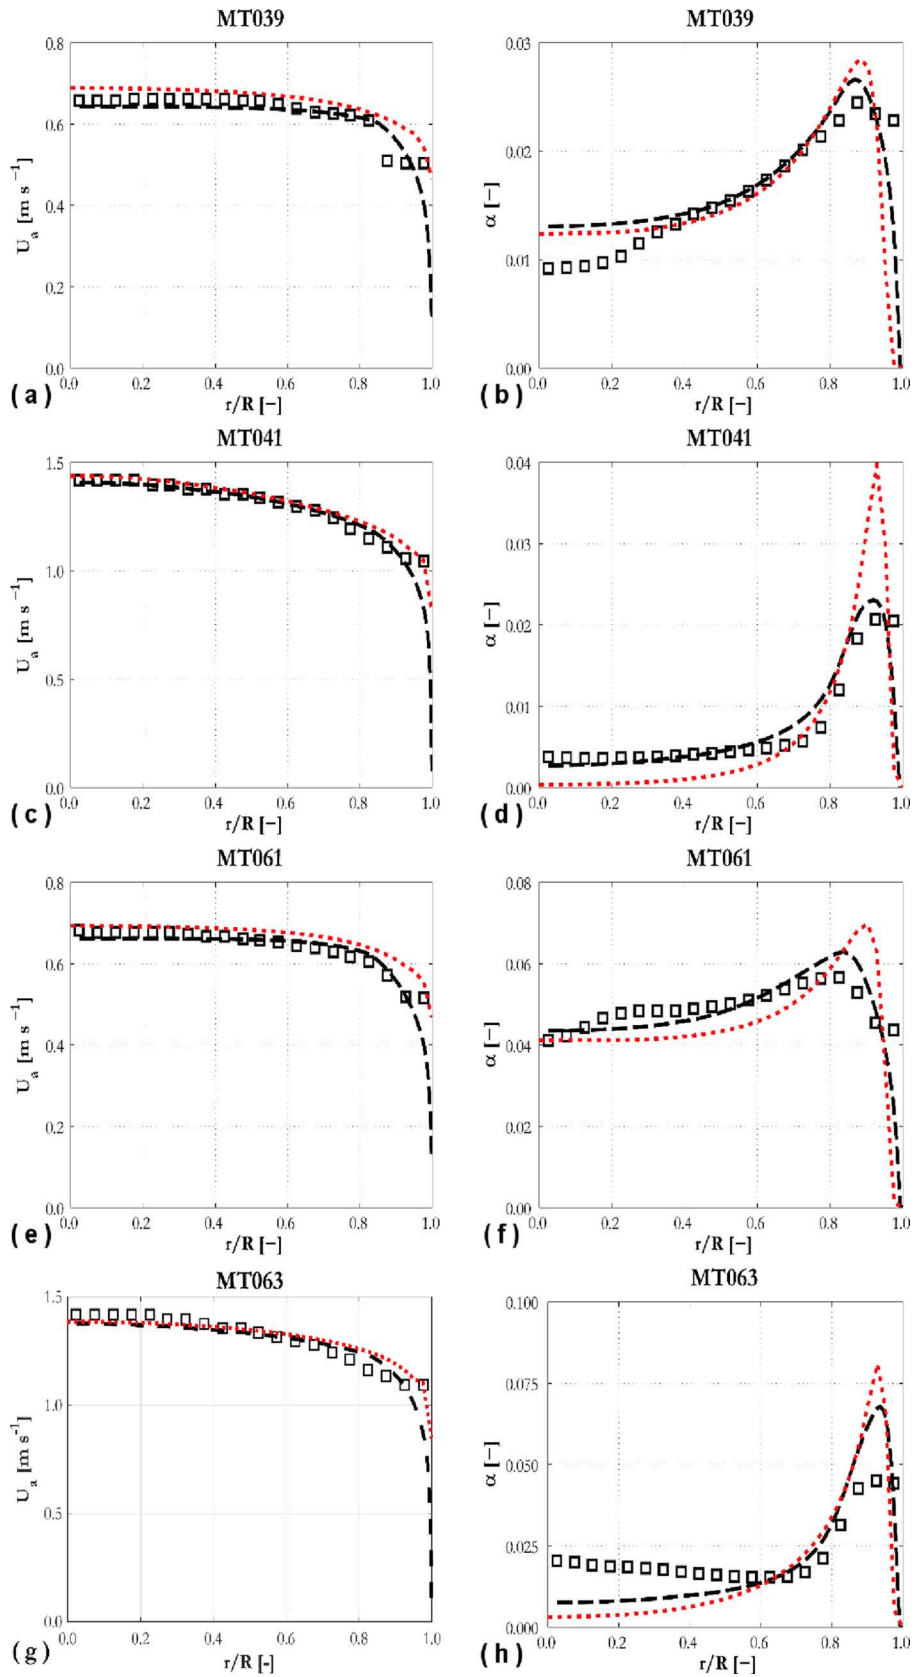 MT039
MT039
0.8
0.6
0.4
0.2
0.0
U_a [m s⁻¹]
0.0 0.2 0.4 0.6 0.8 1.0
r/R [–]
(a)
0.03
0.02
0.01
0.00
α [–]
0.0 0.2 0.4 0.6 0.8 1.0
r/R [–]
(b)
MT041
MT041
1.5
1.0
0.5
0.0
U_a [m s⁻¹]
0.0 0.2 0.4 0.6 0.8 1.0
r/R [–]
(c)
0.04
0.03
0.02
0.01
0.00
α [–]
0.0 0.2 0.4 0.6 0.8 1.0
r/R [–]
(d)
MT061
MT061
0.8
0.6
0.4
0.2
0.0
U_a [m s⁻¹]
0.0 0.2 0.4 0.6 0.8 1.0
r/R [–]
(e)
0.08
0.06
0.04
0.02
0.00
α [–]
0.0 0.2 0.4 0.6 0.8 1.0
r/R [–]
(f)
MT063
MT063
1.5
1.0
0.5
0.0
U_a [m s⁻¹]
0.0 0.2 0.4 0.6 0.8 1.0
r/R [-]
(g)
0.100
0.075
0.050
0.025
0.000
α [–]
0.0 0.2 0.4 0.6 0.8 1.0
r/R [–]
(h)